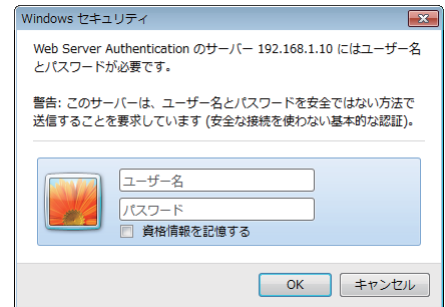 Windows セキュリティ
Web Server Authentication のサーバー 192.168.1.10 にはユーザー名
とパスワードが必要です。
警告: このサーバーは、ユーザー名とパスワードを安全ではない方法で
送信することを要求しています (安全な接続を使わない基本的な認証)。
ユーザー名
パスワード
資格情報を記憶する
OK
キャンセル